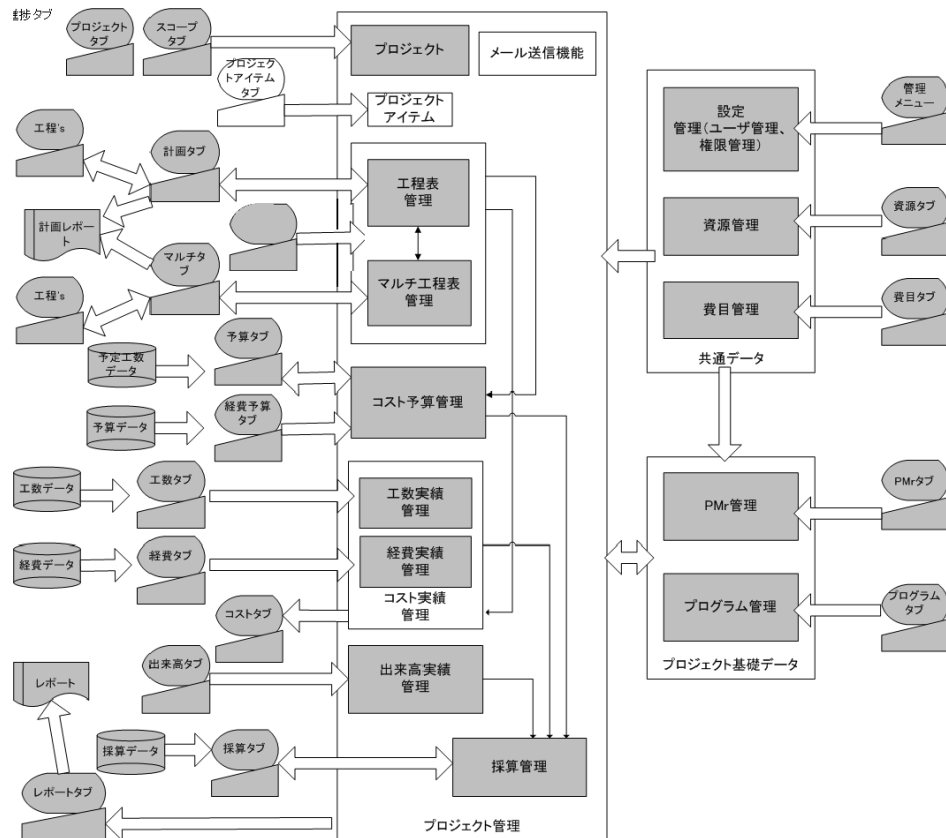 進捗タブ
プロジェクト
タブ
スコープ
タブ
プロジェクト
メール送信機能
プロジェク
トアイテム
タブ
プロジェクト
アイテム
管理
メニュー
設定
管理(ユーザ管理、
権限管理)
工程's
計画タブ
工程表
管理
計画レポー
ト
マルチタ
ブ
資源管理
資源タブ
工程's
マルチ工程表
管理
費目管理
費目タブ
共通データ
予定工数
データ
予算タブ
コスト予算管理
予算データ
経費予算
タブ
工数データ
工数タブ
工数実績
管理
PMr管理
PMrタブ
経費データ
経費タブ
経費実績
管理
コスト実績
管理
コストタブ
プログラム管理
プログラム
タブ
プロジェクト基礎データ
レポート
出来高タブ
出来高実績
管理
採算データ
採算タブ
採算管理
レポートタブ
プロジェクト管理